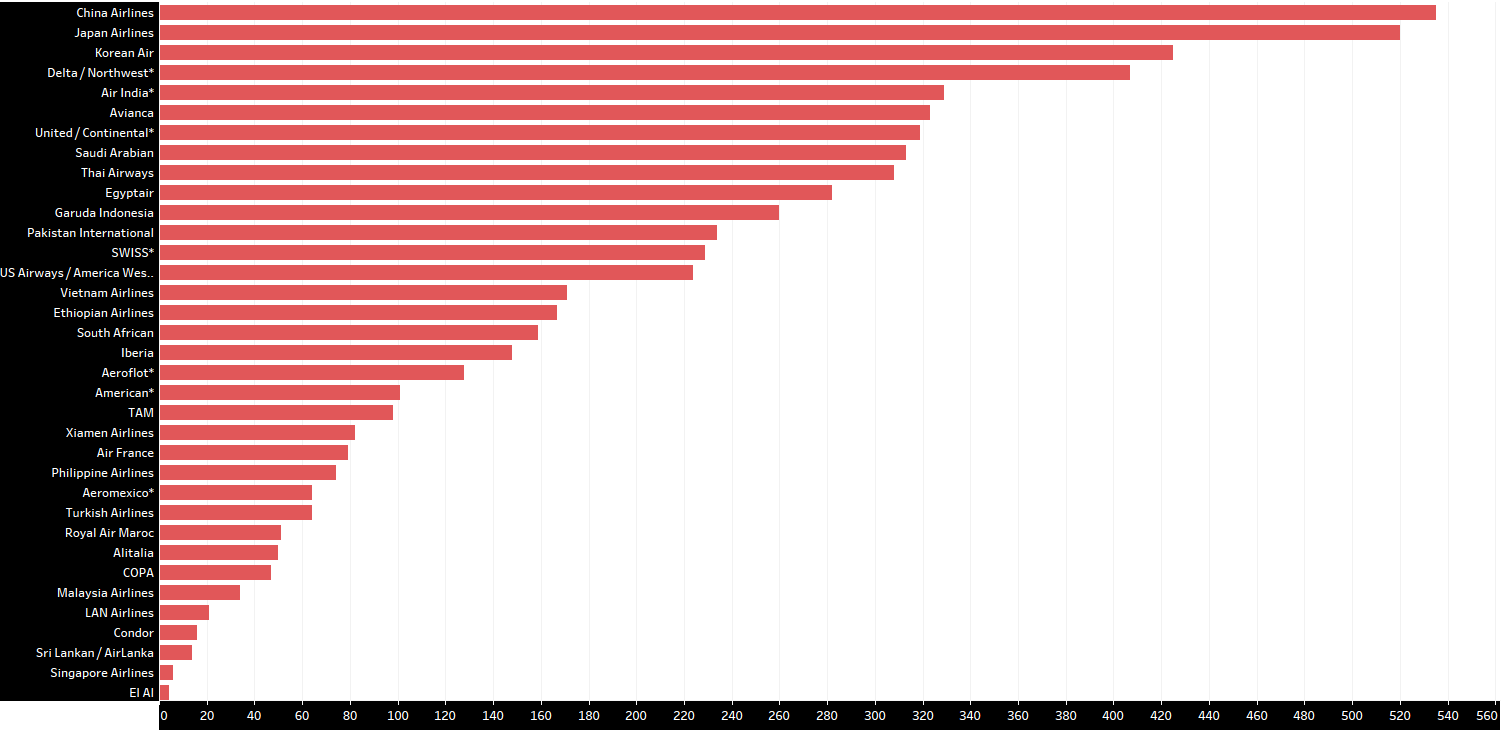 China Airlines
Japan Airlines
Korean Air
Delta / Northwest*
Air India*
Avianca
United / Continental*
Saudi Arabian
Thai Airways
Egyptair
Garuda Indonesia
Pakistan International
SWISS*
US Airways / America Wes..
Vietnam Airlines
Ethiopian Airlines
South African
Iberia
Aeroflot*
American*
TAM
Xiamen Airlines
Air France
Philippine Airlines
Aeromexico*
Turkish Airlines
Royal Air Maroc
Alitalia
COPA
Malaysia Airlines
LAN Airlines
Condor
Sri Lankan / AirLanka
Singapore Airlines
El Al
0 20 40 60 80 100 120 140 160 180 200 220 240 260 280 300 320 340 360 380 400 420 440 460 480 500 520 540 560